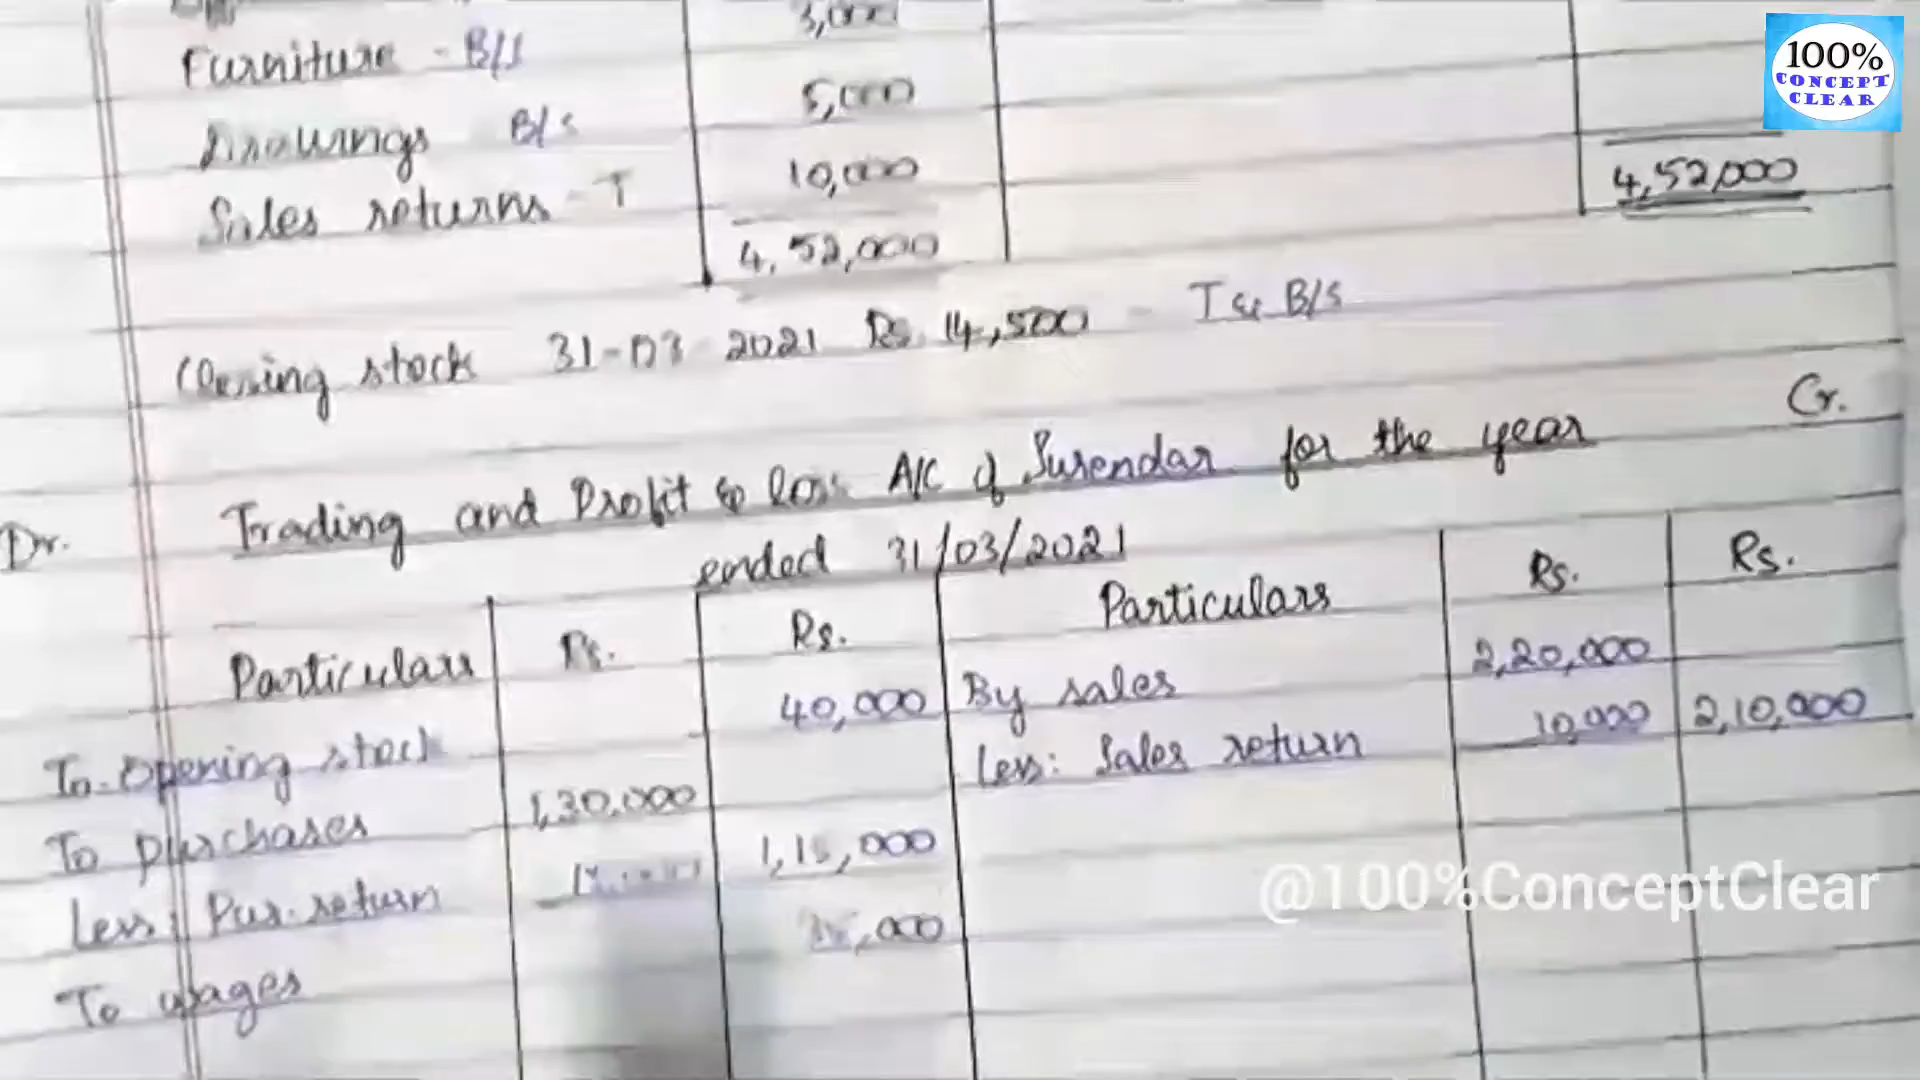 3,000
100%
CONCEPT
CLEAR
Furniture - B/S
5,000
Drawings B/S
10,000
Sales returns - T
4,52,000
4,52,000
Closing stock 31-03 2021 Rs. 14,500 - T & B/S
Cr.
Dr.
Trading and Profit & loss A/C of Surendar for the year
ended 31/03/2021
Particulars Rs. Rs. Particulars Rs. Rs.
To Opening stock 40,000 By sales 2,20,000
To purchases 1,30,000 Less: Sales return 10,000 2,10,000
Less: Pur. return 1,15,000
To wages ,000
@100%ConceptClear